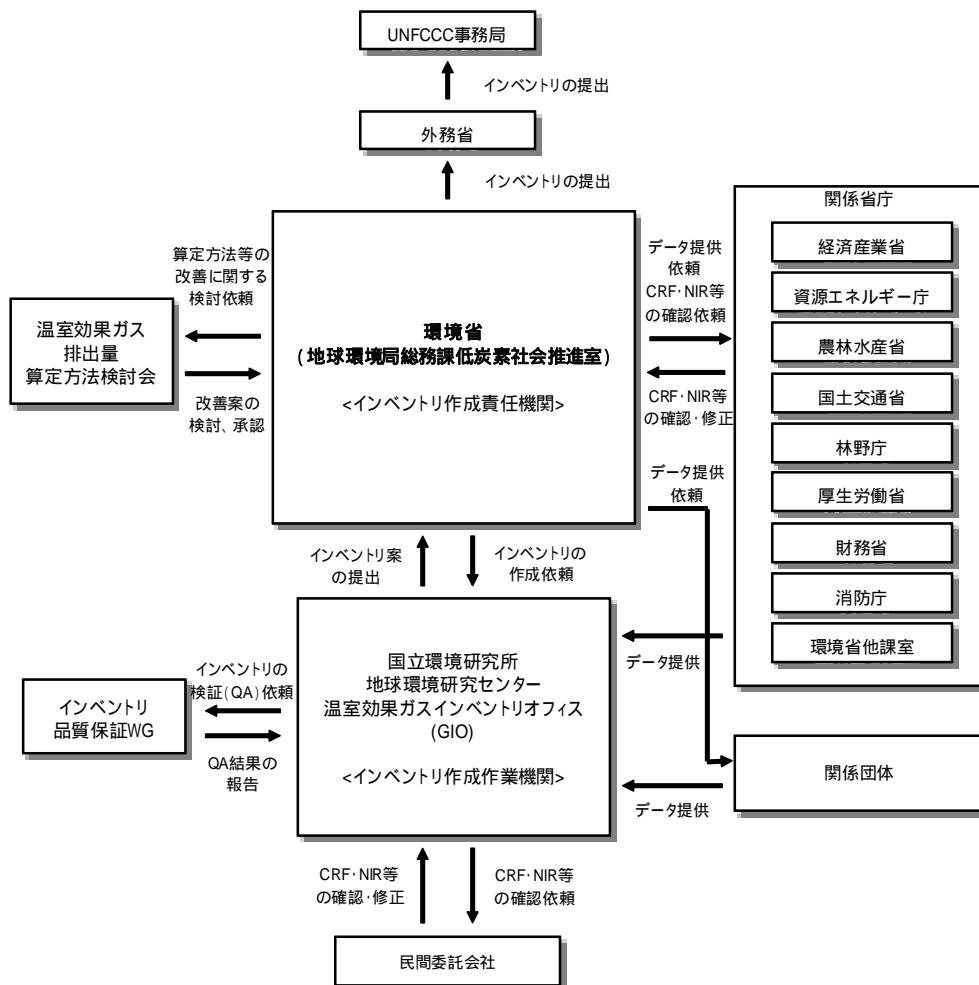 UNFCCC事務局
インベントリの提出
外務省
インベントリの提出
算定方法等の
改善に関する
検討依頼
温室効果ガス
排出量
算定方法検討会
改善案の
検討、承認
環境省
(地球環境局総務課低炭素社会推進室)
<インベントリ作成責任機関>
データ提供
依頼
CRF・NIR等
の確認依頼
CRF・NIR等
の確認・修正
データ提供
依頼
関係省庁
経済産業省
資源エネルギー庁
農林水産省
国土交通省
林野庁
厚生労働省
財務省
消防庁
環境省他課室
インベントリ案
の提出
インベントリの
作成依頼
インベントリの
検証(QA)依頼
インベントリ
品質保証WG
QA結果の
報告
国立環境研究所
地球環境研究センター
温室効果ガスインベントリオフィス
(GIO)
<インベントリ作成作業機関>
データ提供
関係団体
データ提供
CRF・NIR等
の確認・修正
CRF・NIR等
の確認依頼
民間委託会社